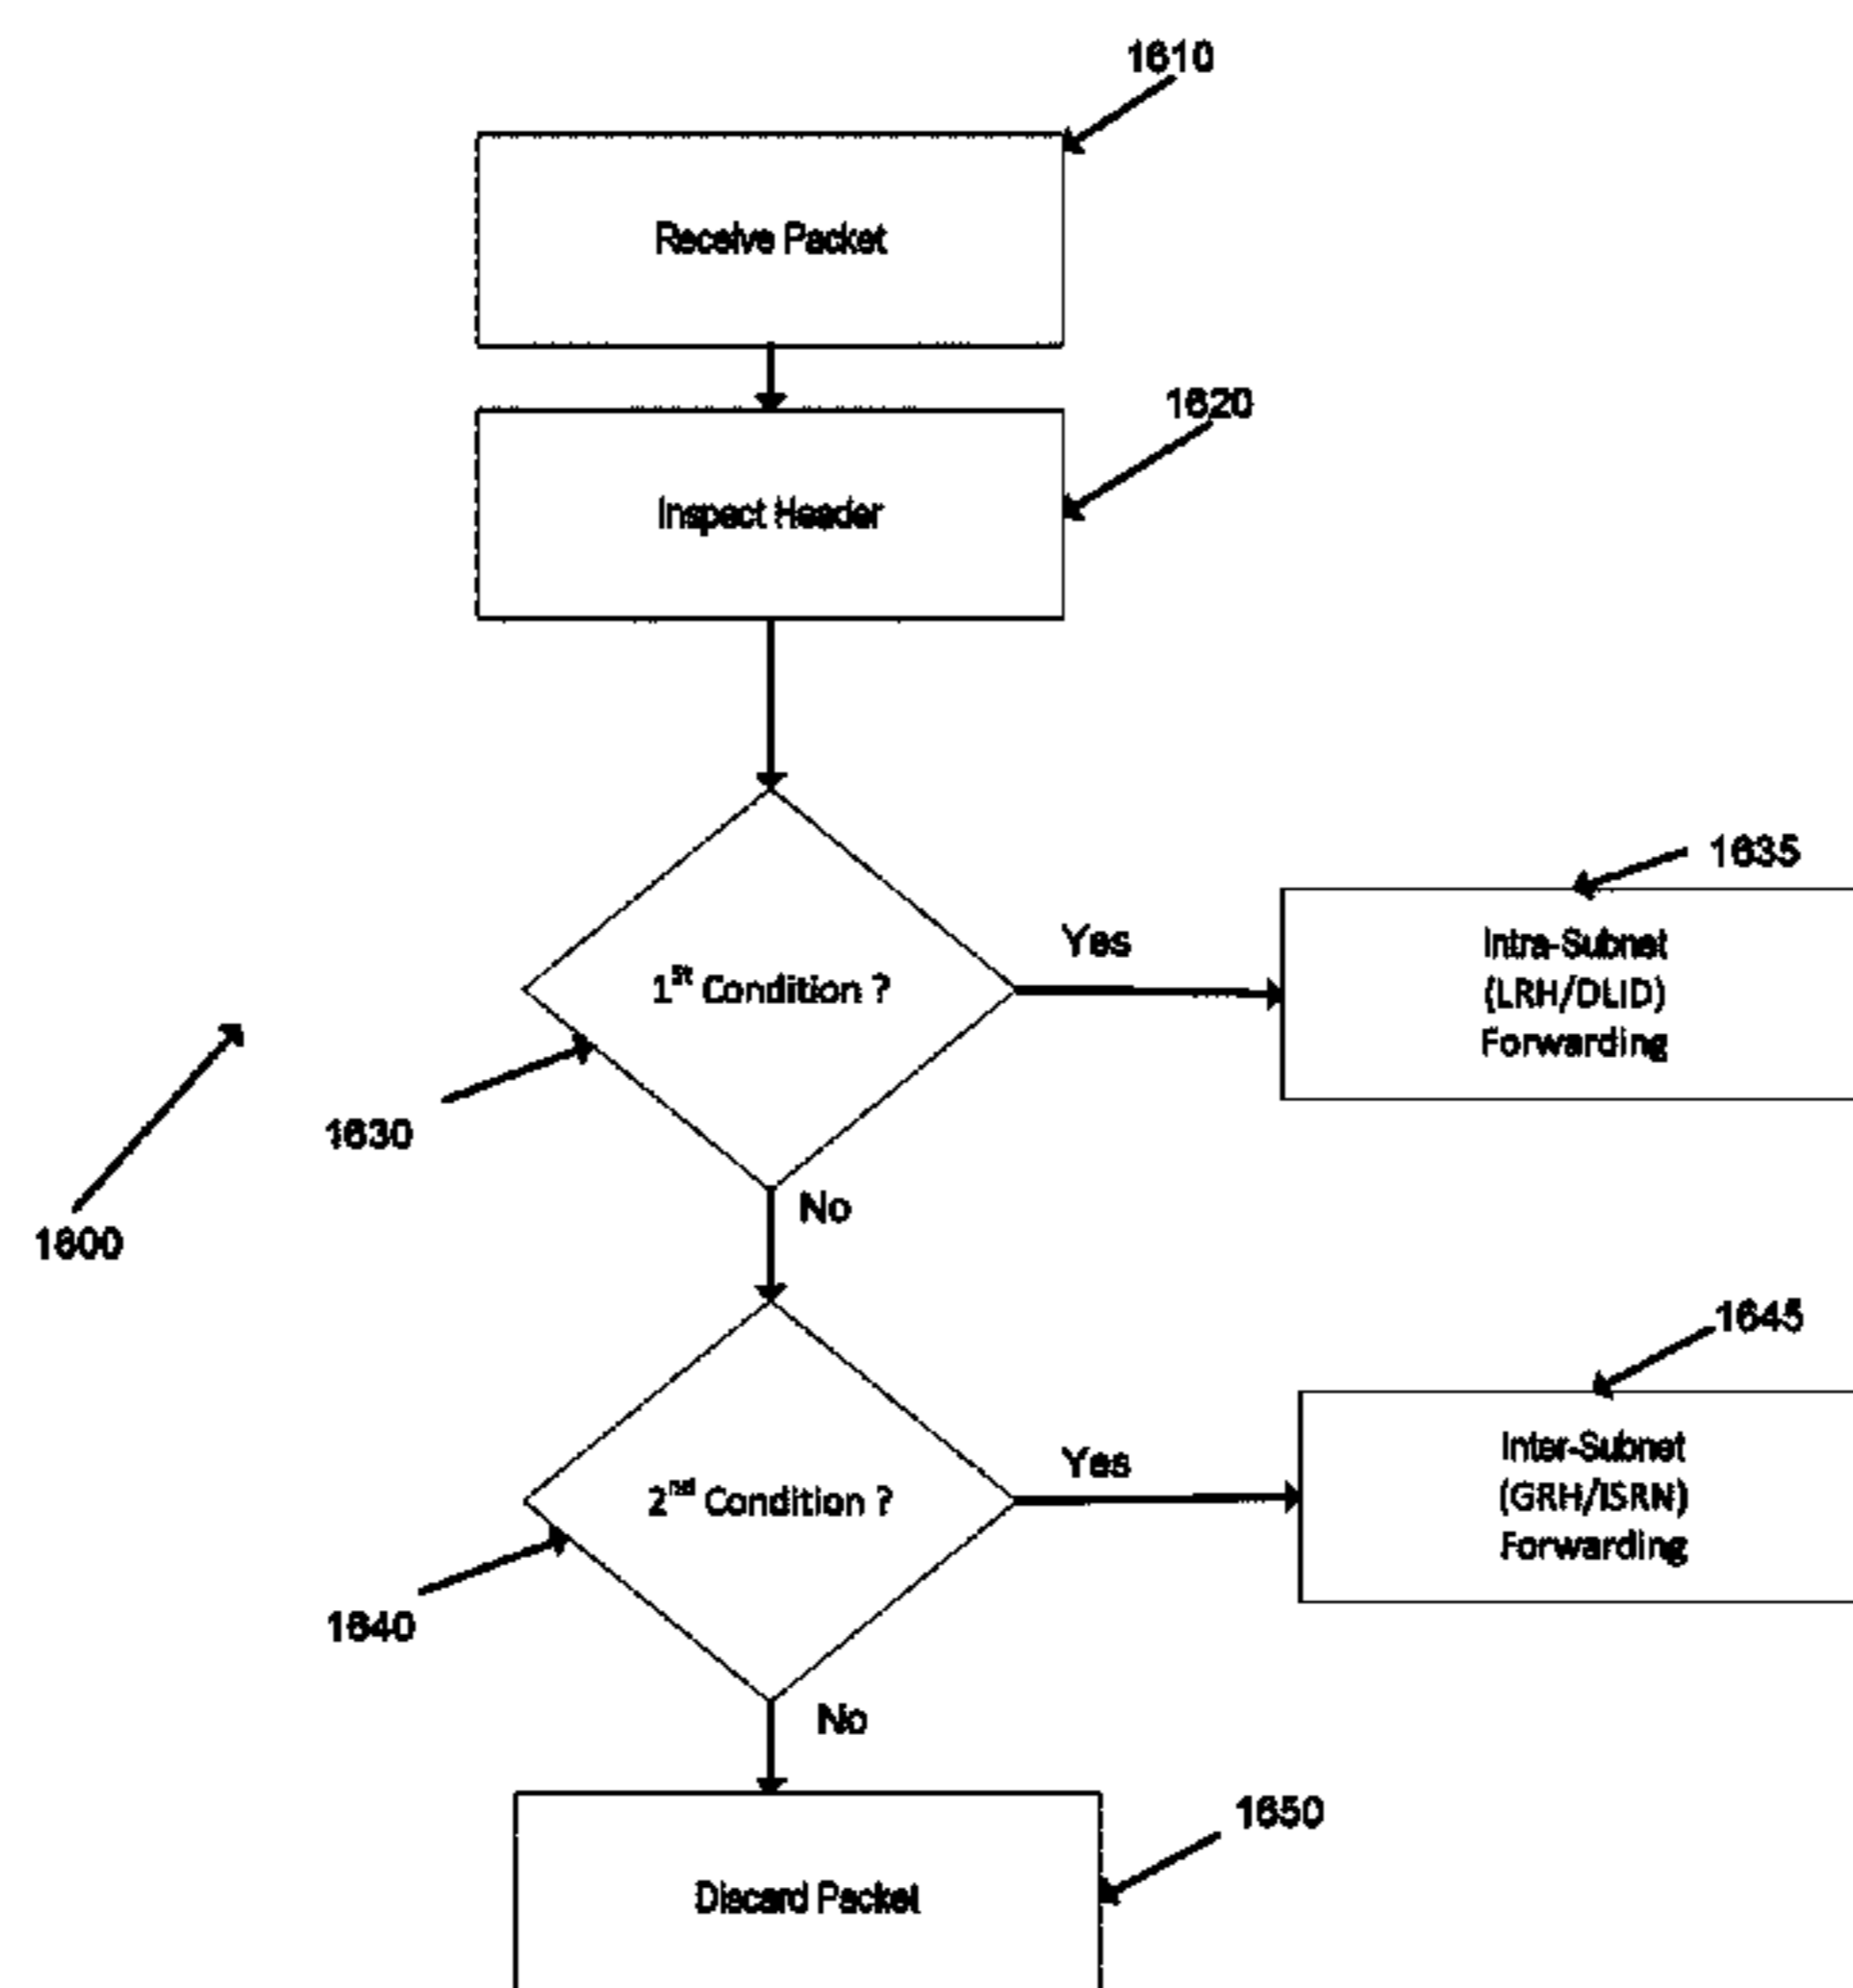 1610
Receive Packet
1620
Inspect Header
1635
Yes
Intra-Subnet
(LRH/DLID)
Forwarding
1st Condition ?
1630
No
1600
1645
Yes
Inter-Subnet
(GRH/ISRN)
Forwarding
2nd Condition ?
1640
No
1650
Discard Packet